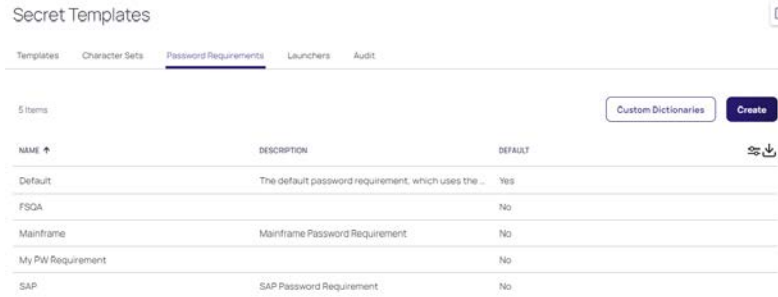 Secret Templates
Templates Character Sets Password Requirements Launchers Audit
5 Items Custom Dictionaries Create
NAME DESCRIPTION DEFAULT
Default The default password requirement, which uses the ... Yes
FSQA No
Mainframe Mainframe Password Requirement No
My PW Requirement No
SAP SAP Password Requirement No